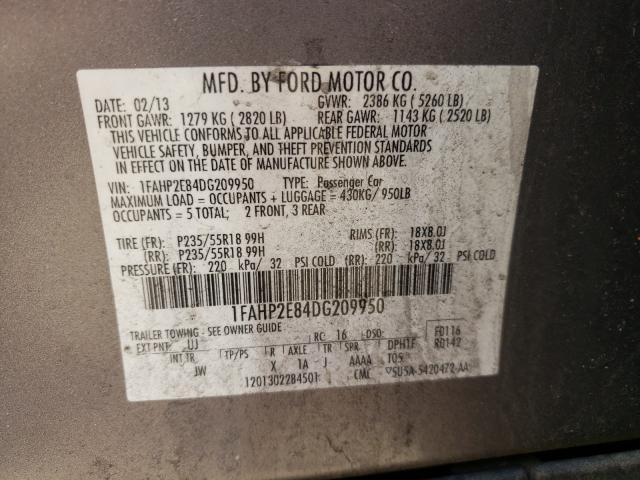 MFD. BY FORD MOTOR CO.
DATE: 02/13 GVWR: 2386 KG ( 5260 LB)
FRONT GAWR: 1279 KG ( 2820 LB) REAR GAWR: 1143 KG ( 2520 LB)
THIS VEHICLE CONFORMS TO ALL APPLICABLE FEDERAL MOTOR
VEHICLE SAFETY, BUMPER, AND THEFT PREVENTION STANDARDS
IN EFFECT ON THE DATE OF MANUFACTURE SHOWN ABOVE.
VIN: 1FAHP2E84DG209950 TYPE: Passenger Car
MAXIMUM LOAD = OCCUPANTS + LUGGAGE = 430KG/ 950LB
OCCUPANTS = 5 TOTAL; 2 FRONT, 3 REAR
TIRE (FR): P235/55R18 99H RIMS (FR): 18X8.0J
(RR): P235/55R18 99H (RR): 18X8.0J
PRESSURE (FR): 220 kPa/ 32 PSI COLD (RR): 220 kPa/ 32 PSI COLD
1FAHP2E84DG209950
TRAILER TOWING - SEE OWNER GUIDE
EXT PNT: UJ RC: 16 DSO: F0116
R0142
INT TR TP/PS R AXLE TR SPR DPHTF
JW X 1A J AAAA TOS
1201302284501 CMC ▽5U5A-5420472-AA